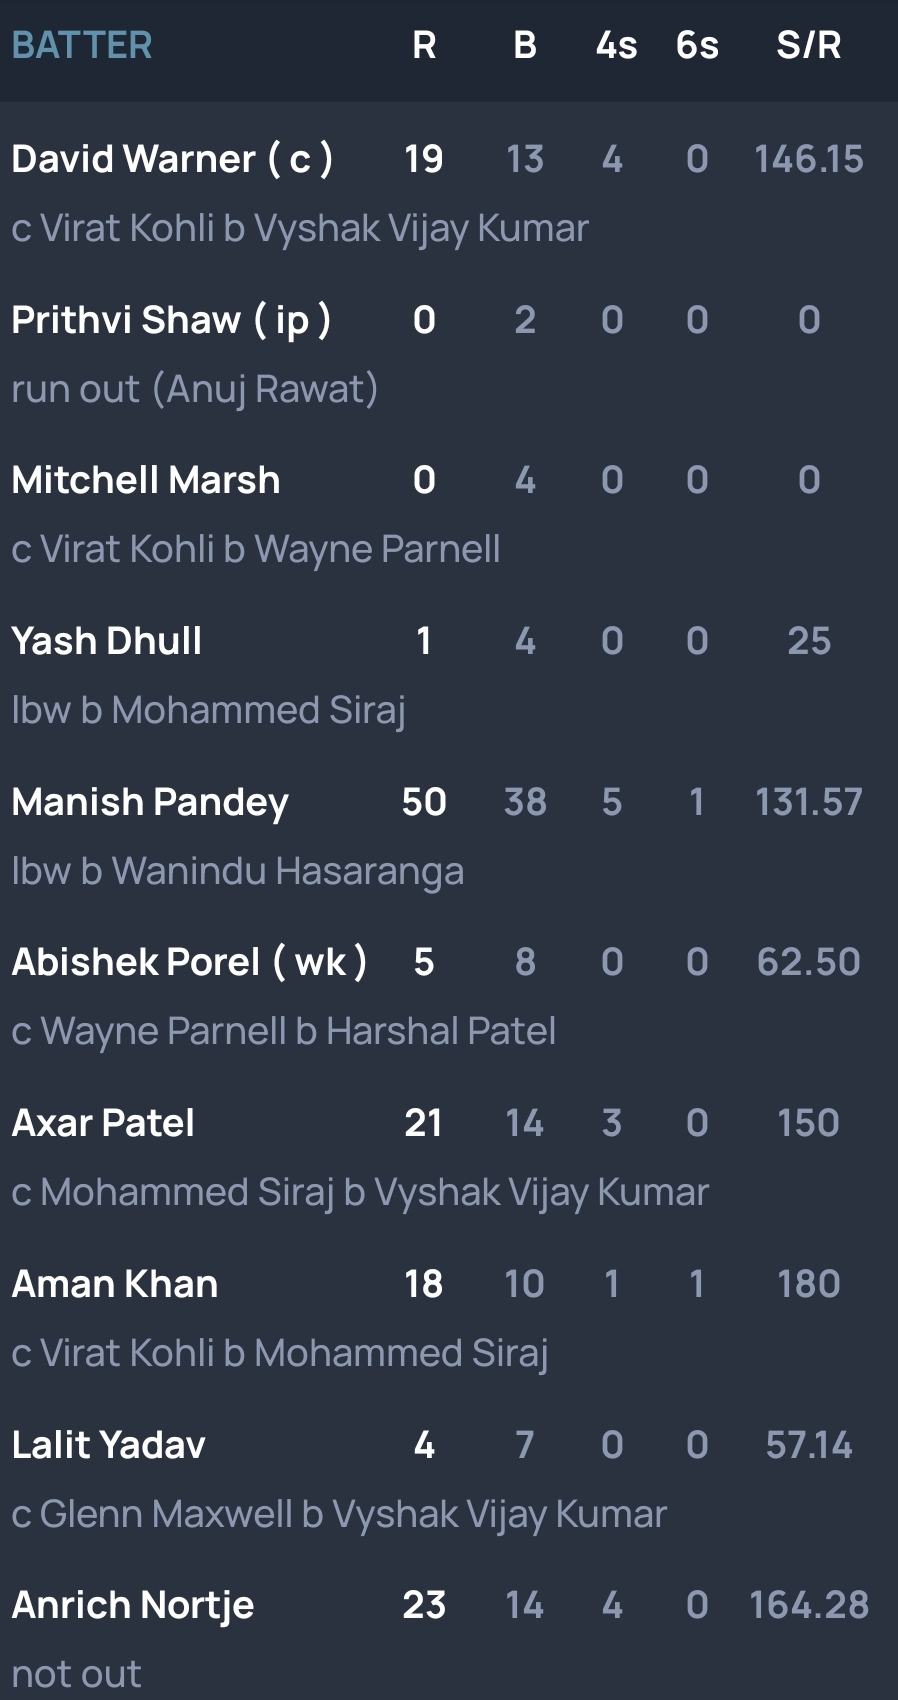 BATTER R B 4s 6s S/R
David Warner ( c ) 19 13 4 0 146.15
c Virat Kohli b Vyshak Vijay Kumar
Prithvi Shaw ( ip ) 0 2 0 0 0
run out (Anuj Rawat)
Mitchell Marsh 0 4 0 0 0
c Virat Kohli b Wayne Parnell
Yash Dhull 1 4 0 0 25
lbw b Mohammed Siraj
Manish Pandey 50 38 5 1 131.57
lbw b Wanindu Hasaranga
Abishek Porel ( wk ) 5 8 0 0 62.50
c Wayne Parnell b Harshal Patel
Axar Patel 21 14 3 0 150
c Mohammed Siraj b Vyshak Vijay Kumar
Aman Khan 18 10 1 1 180
c Virat Kohli b Mohammed Siraj
Lalit Yadav 4 7 0 0 57.14
c Glenn Maxwell b Vyshak Vijay Kumar
Anrich Nortje 23 14 4 0 164.28
not out